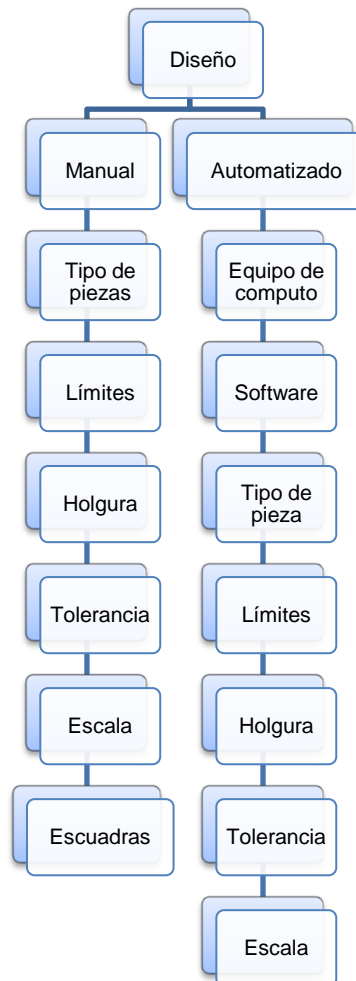 Diseño
Manual
Automatizado
Tipo de
piezas
Equipo de
computo
Límites
Software
Holgura
Tipo de
pieza
Tolerancia
Límites
Escala
Holgura
Escuadras
Tolerancia
Escala